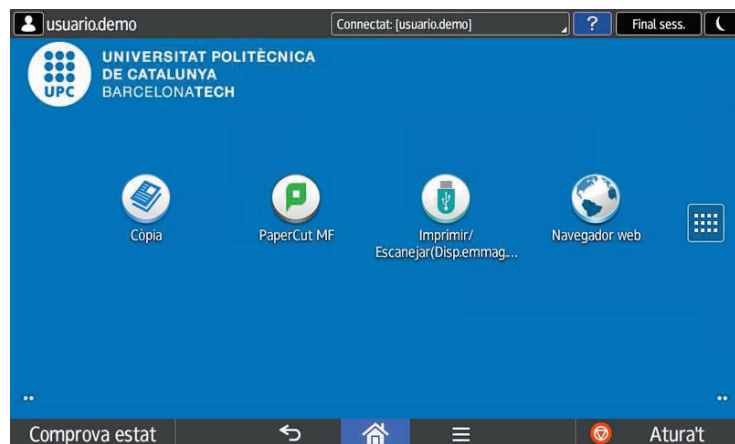 usuario.demo
Connectat: [usuario.demo]
?
Final sess.
UNIVERSITAT POLITÈCNICA
DE CATALUNYA
BARCELONATECH
UPC
Còpia
PaperCut MF
Imprimir/
Escanejar(Disp.emmag....
Navegador web
Comprova estat
Atura't